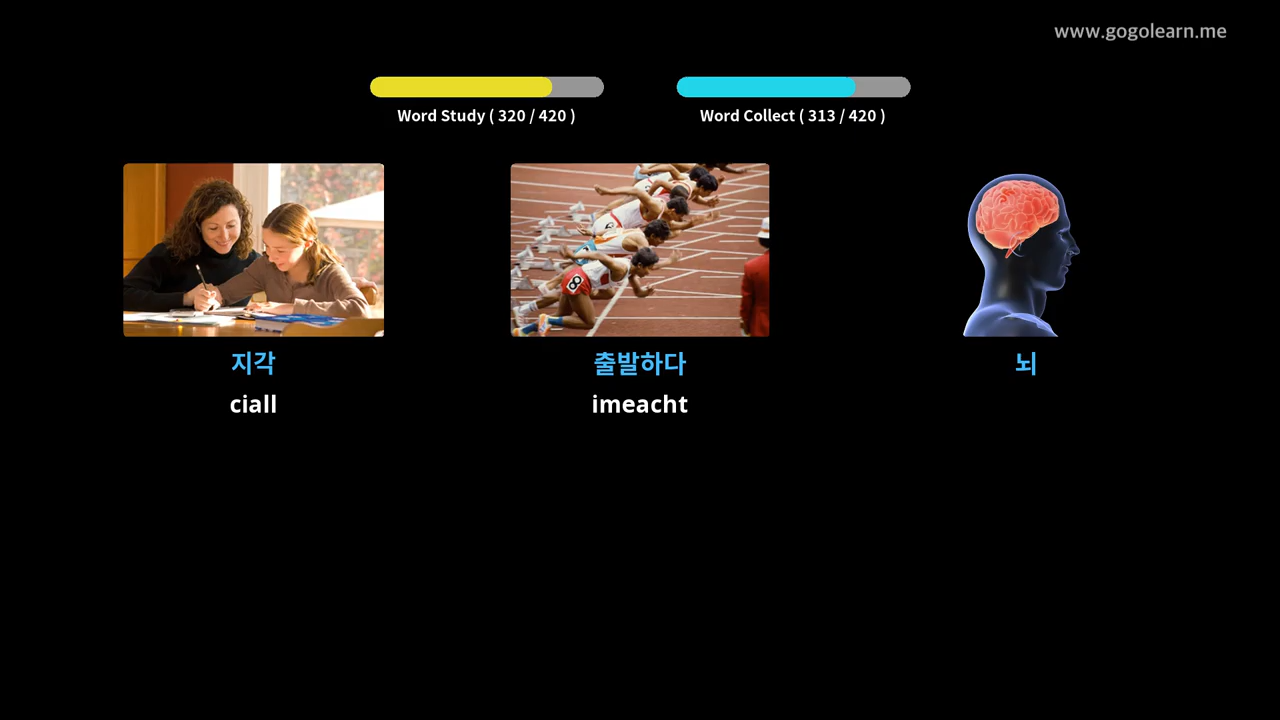 www.gogolearn.me
Word Study ( 320 / 420 )
Word Collect ( 313 / 420 )
지각
출발하다
뇌
ciall
imeacht
8